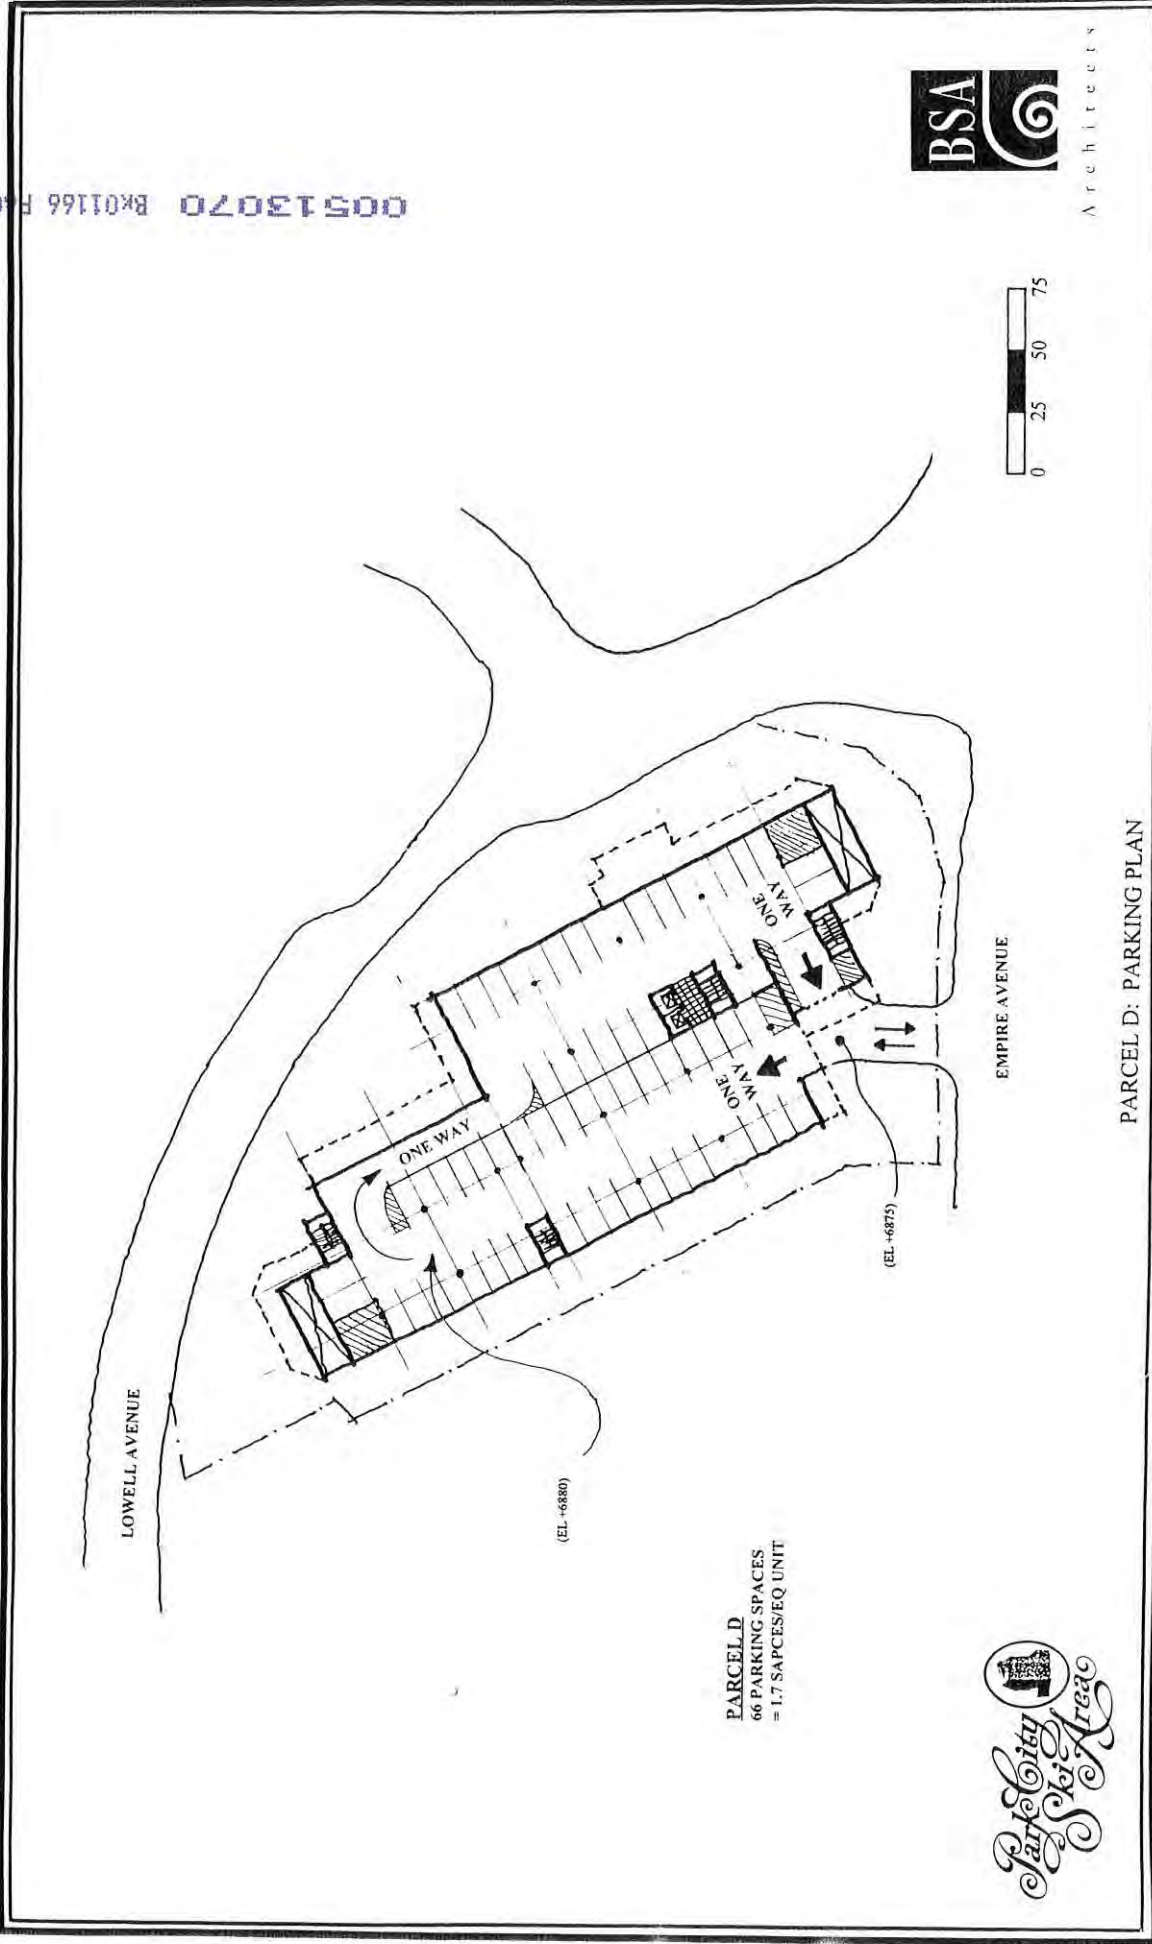 LOWELL AVENUE
ONE WAY
ONE
WAY
ONE
WAY
(EL +6880)
(EL +6875)
EMPIRE AVENUE
PARCEL D
66 PARKING SPACES
= 1.7 SAPCES/EQ UNIT
0 25 50 75
PARCEL D: PARKING PLAN
Park City
Ski
Area
BSA
Architects
00513070 BK01166